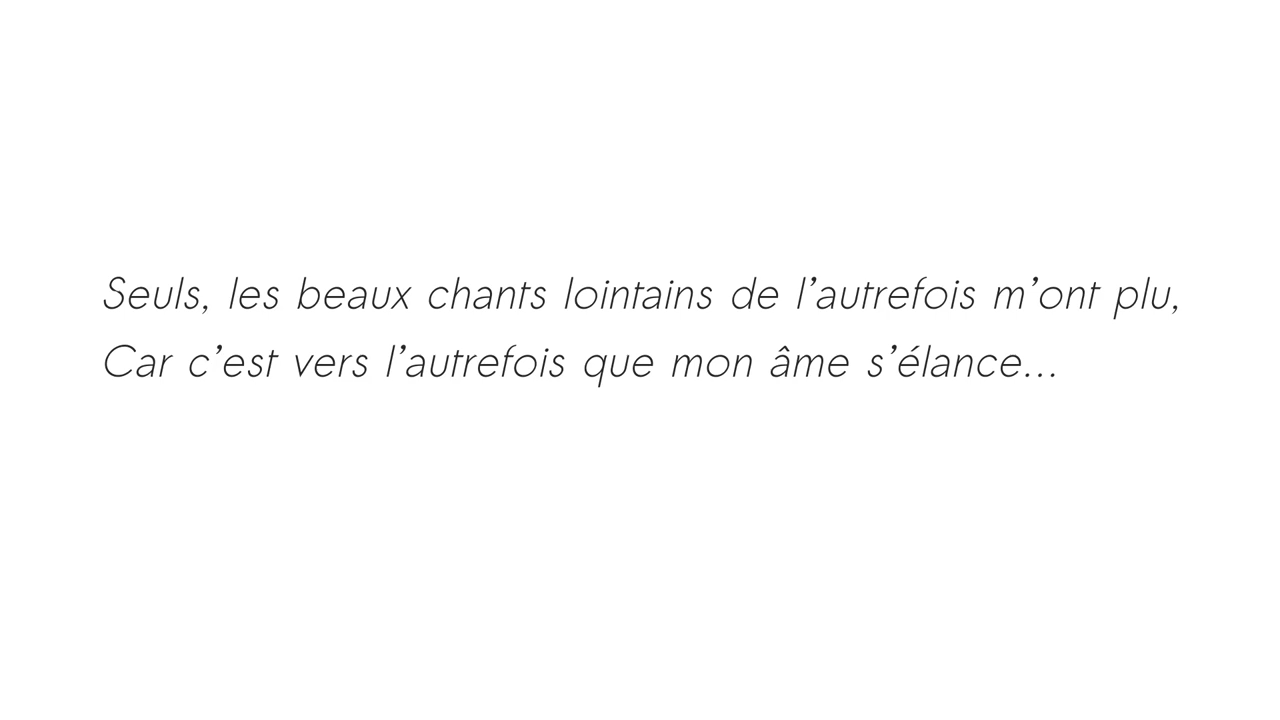 Seuls, les beaux chants lointains de l’autrefois m’ont plu,
Car c’est vers l’autrefois que mon âme s’élance...